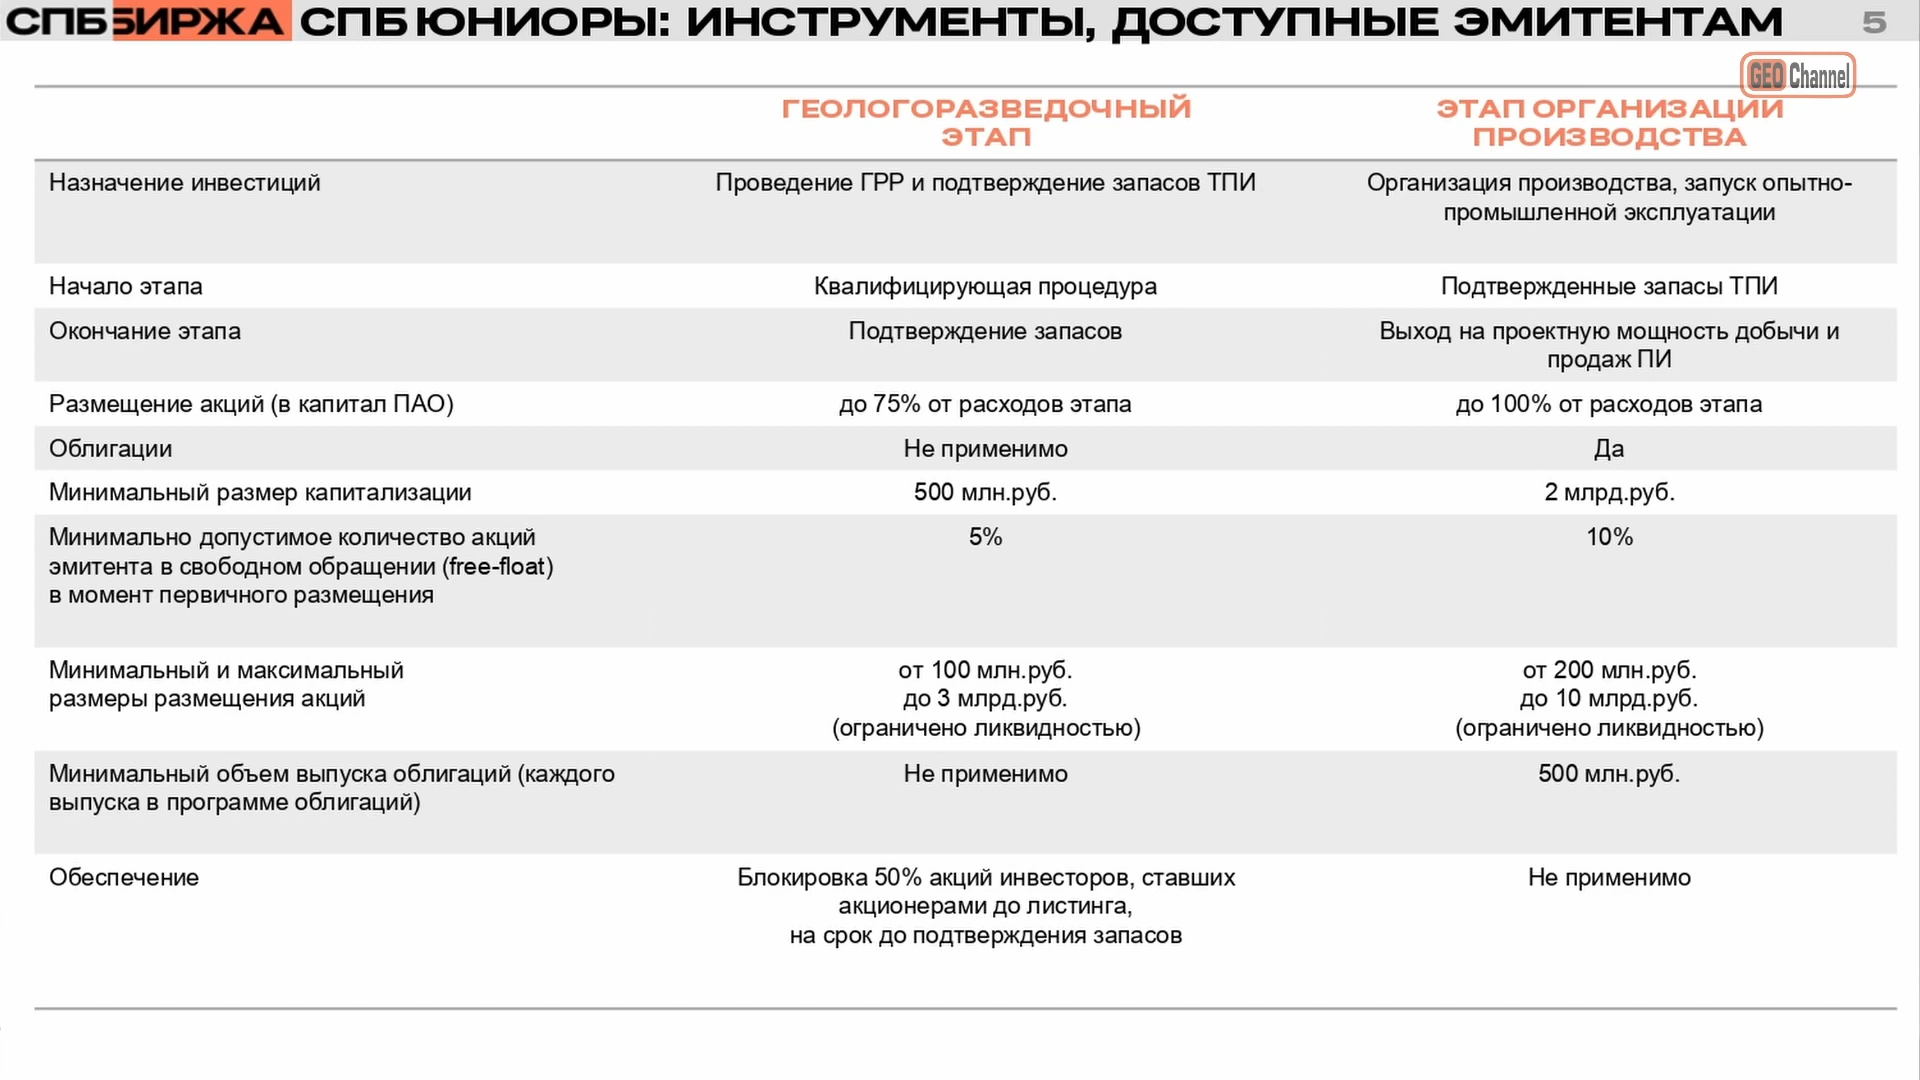 СПББИРЖА СПБ ЮНИОРЫ: ИНСТРУМЕНТЫ, ДОСТУПНЫЕ ЭМИТЕНТАМ 5
GEO Channel
ГЕОЛОГОРАЗВЕДОЧНЫЙ
ЭТАП
ЭТАП ОРГАНИЗАЦИИ
ПРОИЗВОДСТВА
Назначение инвестиций
Проведение ГРР и подтверждение запасов ТПИ
Организация производства, запуск опытно-
промышленной эксплуатации
Начало этапа
Квалифицирующая процедура
Подтвержденные запасы ТПИ
Окончание этапа
Подтверждение запасов
Выход на проектную мощность добычи и
продаж ПИ
Размещение акций (в капитал ПАО)
до 75% от расходов этапа
до 100% от расходов этапа
Облигации
Не применимо
Да
Минимальный размер капитализации
500 млн.руб.
2 млрд.руб.
Минимально допустимое количество акций
эмитента в свободном обращении (free-float)
в момент первичного размещения
5%
10%
Минимальный и максимальный
размеры размещения акций
от 100 млн.руб.
до 3 млрд.руб.
(ограничено ликвидностью)
от 200 млн.руб.
до 10 млрд.руб.
(ограничено ликвидностью)
Минимальный объем выпуска облигаций (каждого
выпуска в программе облигаций)
Не применимо
500 млн.руб.
Обеспечение
Блокировка 50% акций инвесторов, ставших
акционерами до листинга,
на срок до подтверждения запасов
Не применимо